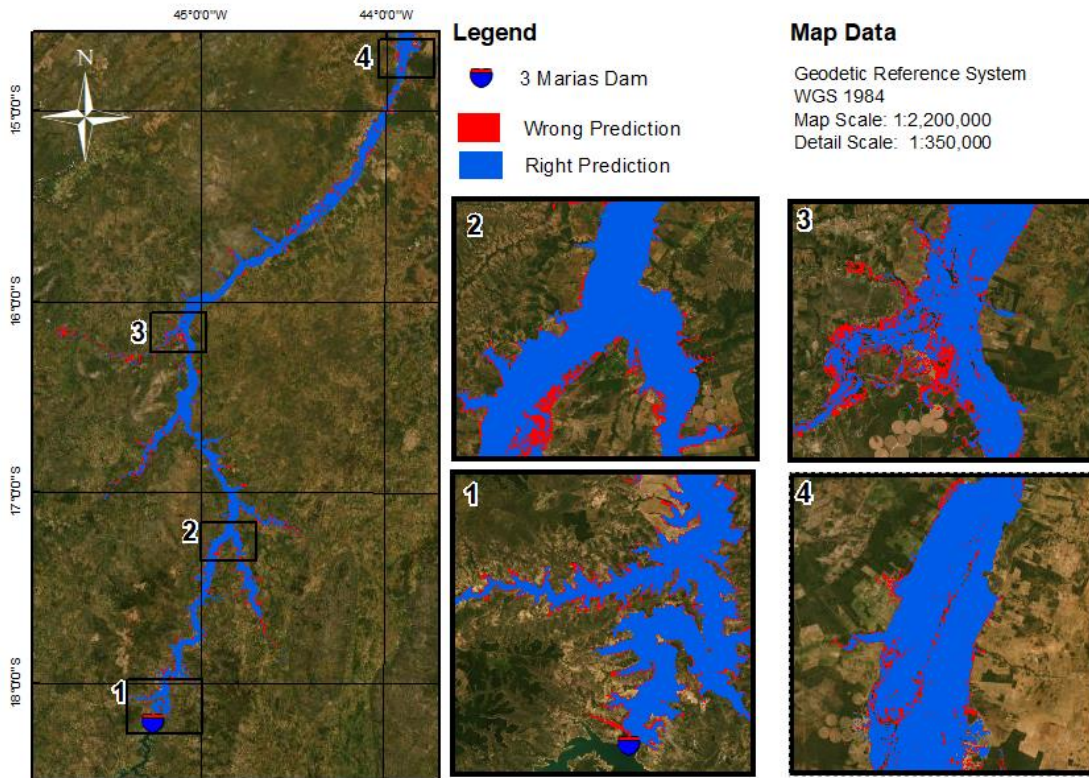 45°0'0"W
44°0'0"W
N
15°0'0"S
16°0'0"S
17°0'0"S
18°0'0"S
4
3
2
1
Legend
3 Marias Dam
Wrong Prediction
Right Prediction
Map Data
Geodetic Reference System
WGS 1984
Map Scale: 1:2,200,000
Detail Scale: 1:350,000
2
3
1
4